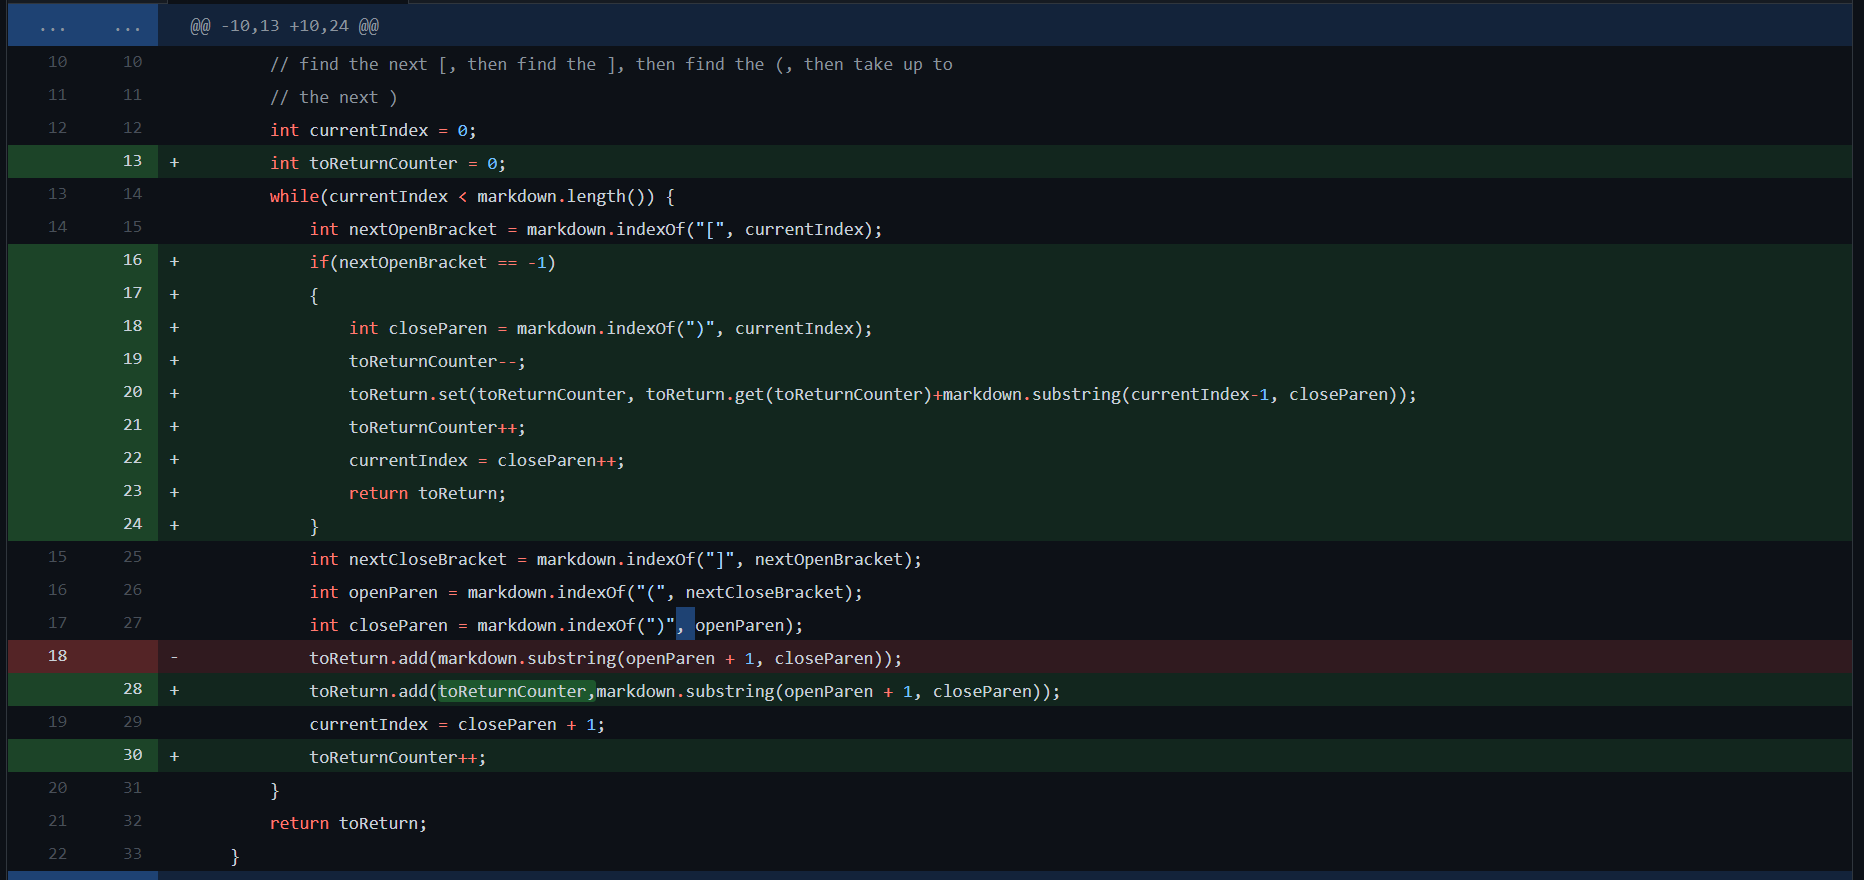 ... ... @@ -10,13 +10,24 @@
10 10 // find the next [, then find the ], then find the (, then take up to
11 11 // the next )
12 12 int currentIndex = 0;
13 + int toReturnCounter = 0;
13 14 while(currentIndex < markdown.length()) {
14 15 int nextOpenBracket = markdown.indexOf("[", currentIndex);
16 + if(nextOpenBracket == -1)
17 + {
18 + int closeParen = markdown.indexOf(")", currentIndex);
19 + toReturnCounter--;
20 + toReturn.set(toReturnCounter, toReturn.get(toReturnCounter)+markdown.substring(currentIndex-1, closeParen));
21 + toReturnCounter++;
22 + currentIndex = closeParen++;
23 + return toReturn;
24 + }
15 25 int nextCloseBracket = markdown.indexOf("]", nextOpenBracket);
16 26 int openParen = markdown.indexOf("(", nextCloseBracket);
17 27 int closeParen = markdown.indexOf(")", openParen);
18 - toReturn.add(markdown.substring(openParen + 1, closeParen));
28 + toReturn.add(toReturnCounter,markdown.substring(openParen + 1, closeParen));
19 29 currentIndex = closeParen + 1;
30 + toReturnCounter++;
20 31 }
21 32 return toReturn;
22 33 }